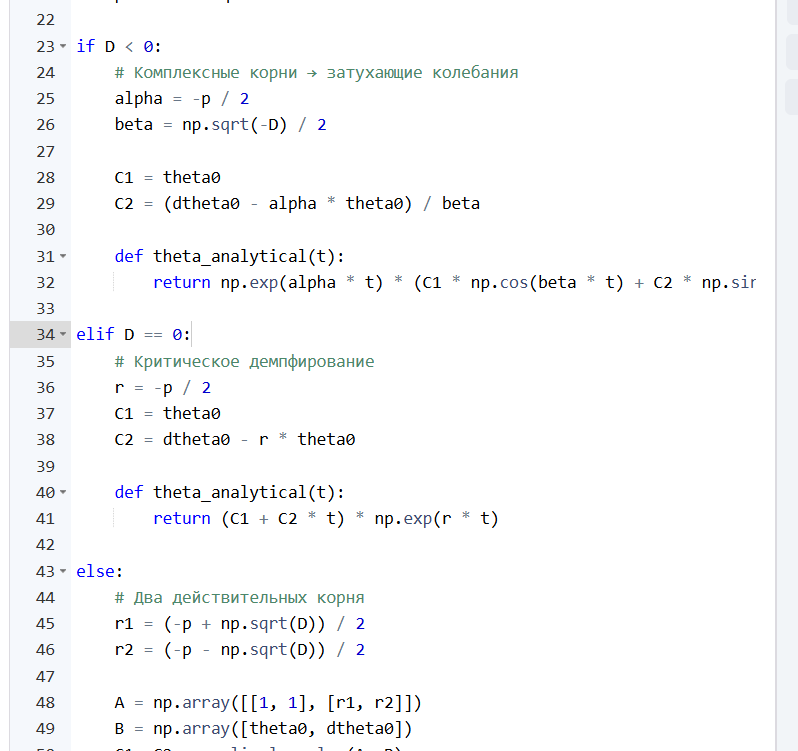 22
23 if D < 0:
24 # Комплексные корни → затухающие колебания
25 alpha = -p / 2
26 beta = np.sqrt(-D) / 2
27
28 C1 = theta0
29 C2 = (dtheta0 - alpha * theta0) / beta
30
31 def theta_analytical(t):
32 return np.exp(alpha * t) * (C1 * np.cos(beta * t) + C2 * np.sin
33
34 elif D == 0:
35 # Критическое демпфирование
36 r = -p / 2
37 C1 = theta0
38 C2 = dtheta0 - r * theta0
39
40 def theta_analytical(t):
41 return (C1 + C2 * t) * np.exp(r * t)
42
43 else:
44 # Два действительных корня
45 r1 = (-p + np.sqrt(D)) / 2
46 r2 = (-p - np.sqrt(D)) / 2
47
48 A = np.array([[1, 1], [r1, r2]])
49 B = np.array([theta0, dtheta0])